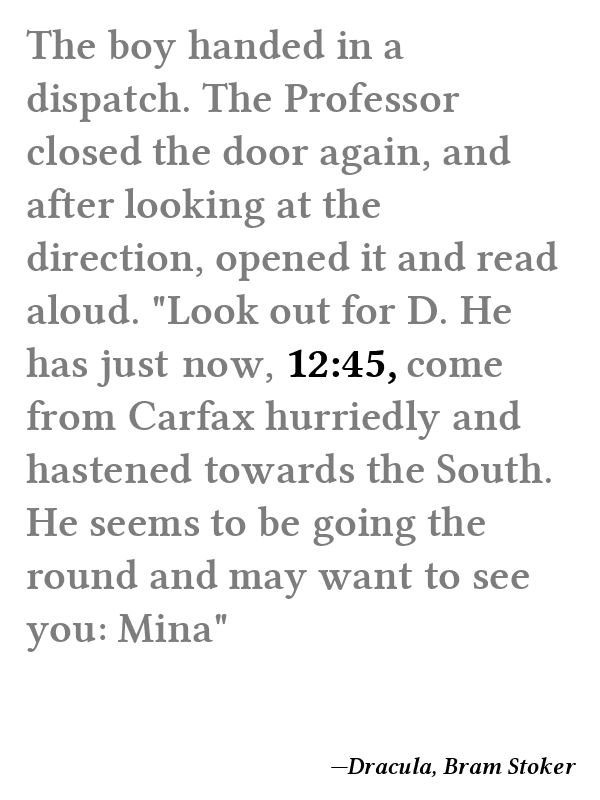 The boy handed in a
dispatch. The Professor
closed the door again, and
after looking at the
direction, opened it and read
aloud. "Look out for D. He
has just now, 12:45, come
from Carfax hurriedly and
hastened towards the South.
He seems to be going the
round and may want to see
you: Mina"
—Dracula, Bram Stoker